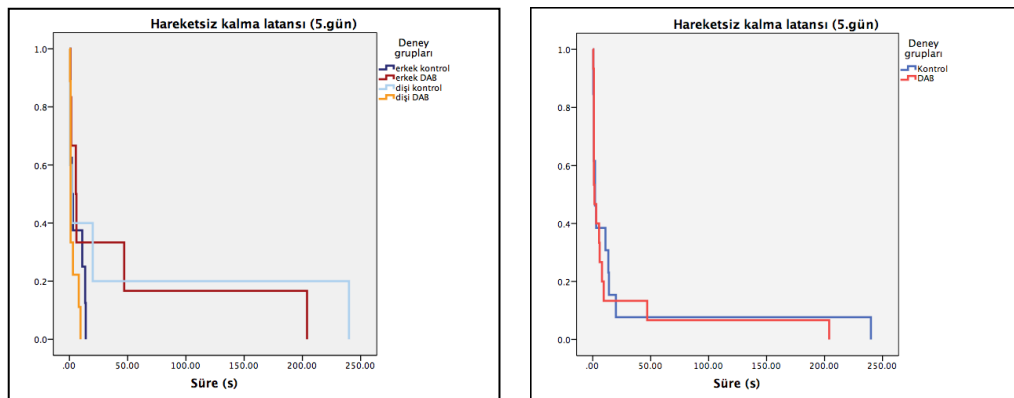 Hareketsiz kalma latansı (5.gün)
Deney
grupları
erkek kontrol
erkek DAB
dişi kontrol
dişi DAB
1.0
0.8
0.6
0.4
0.2
0.0
.00 50.00 100.00 150.00 200.00 250.00
Süre (s)
Hareketsiz kalma latansı (5.gün)
Deney
grupları
Kontrol
DAB
1.0
0.8
0.6
0.4
0.2
0.0
.00 50.00 100.00 150.00 200.00 250.00
Süre (s)